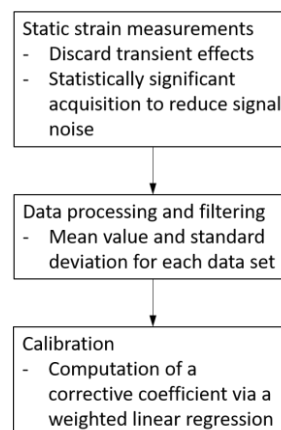 Static strain measurements
- Discard transient effects
- Statistically significant
acquisition to reduce signal
noise
Data processing and filtering
- Mean value and standard
deviation for each data set
Calibration
- Computation of a
corrective coefficient via a
weighted linear regression